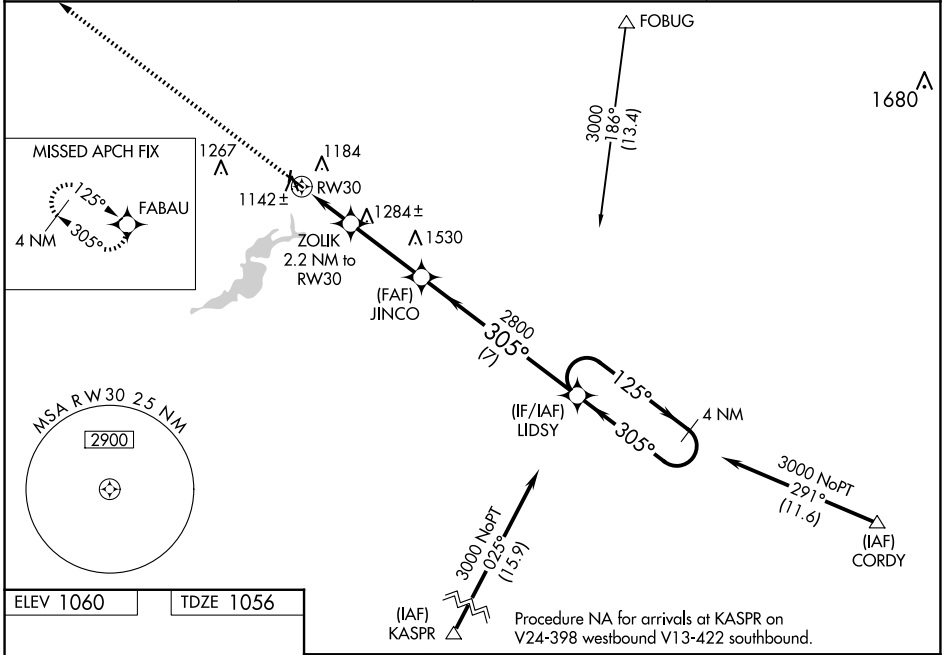 FOBUG
1680
3000
186°
(13.4)
MISSED APCH FIX
125°
FABAU
305°
4 NM
1267
1184
RW30
1142 ±
1284 ±
ZOLIK
2.2 NM to
RW30
1530
(FAF)
JINCO
2800
305°
(7)
(IF/IAF)
LIDSY
125°
305°
4 NM
MSA RW30 25 NM
2900
3000 NoPT
291°
(11.6)
(IAF)
CORDY
3000 NoPT
025°
(15.9)
(IAF)
KASPR
Procedure NA for arrivals at KASPR on
V24-398 westbound V13-422 southbound.
ELEV 1060
TDZE 1056